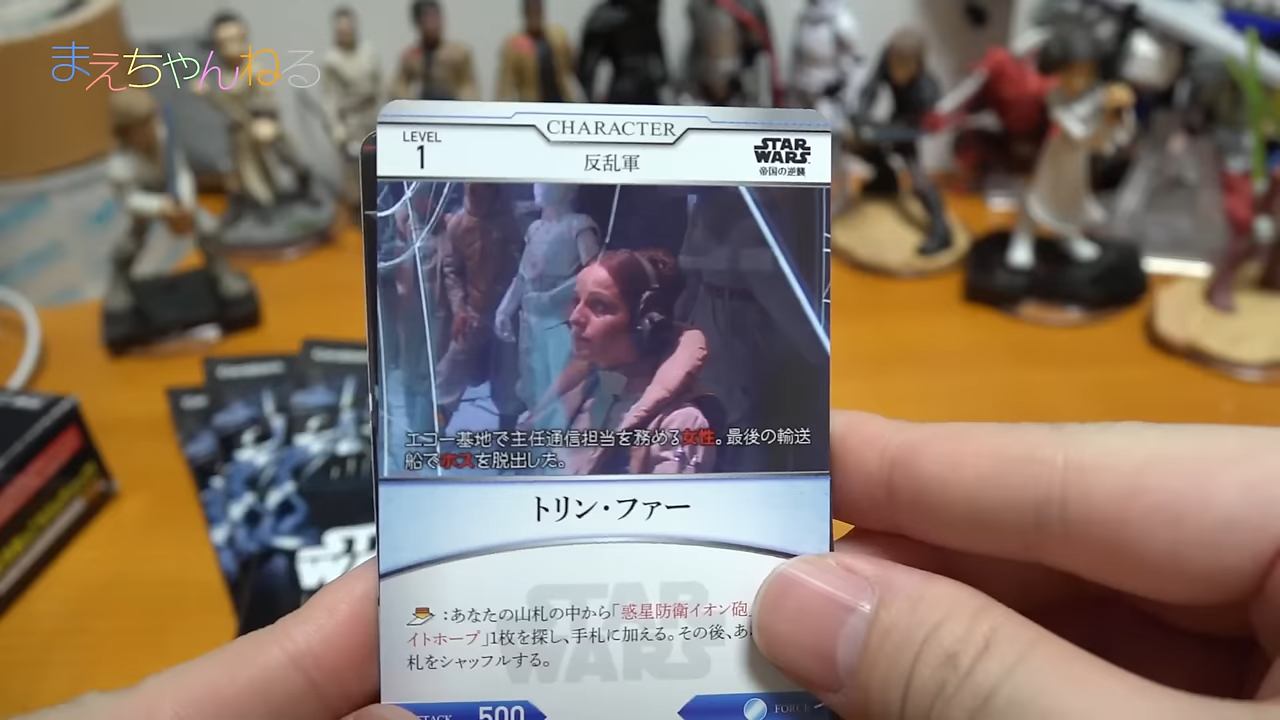 まえちゃんねる
CHARACTER
LEVEL
1
反乱軍
STAR
WARS
帝国の逆襲
エコー基地で主任通信担当を務める女性。最後の輸送
船でホスを脱出した。
トリン・ファー
:あなたの山札の中から「惑星防衛イオン砲
イトホープ」1枚を探し、手札に加える。その後、あ
札をシャッフルする。
STAR
WARS
500
FORCE